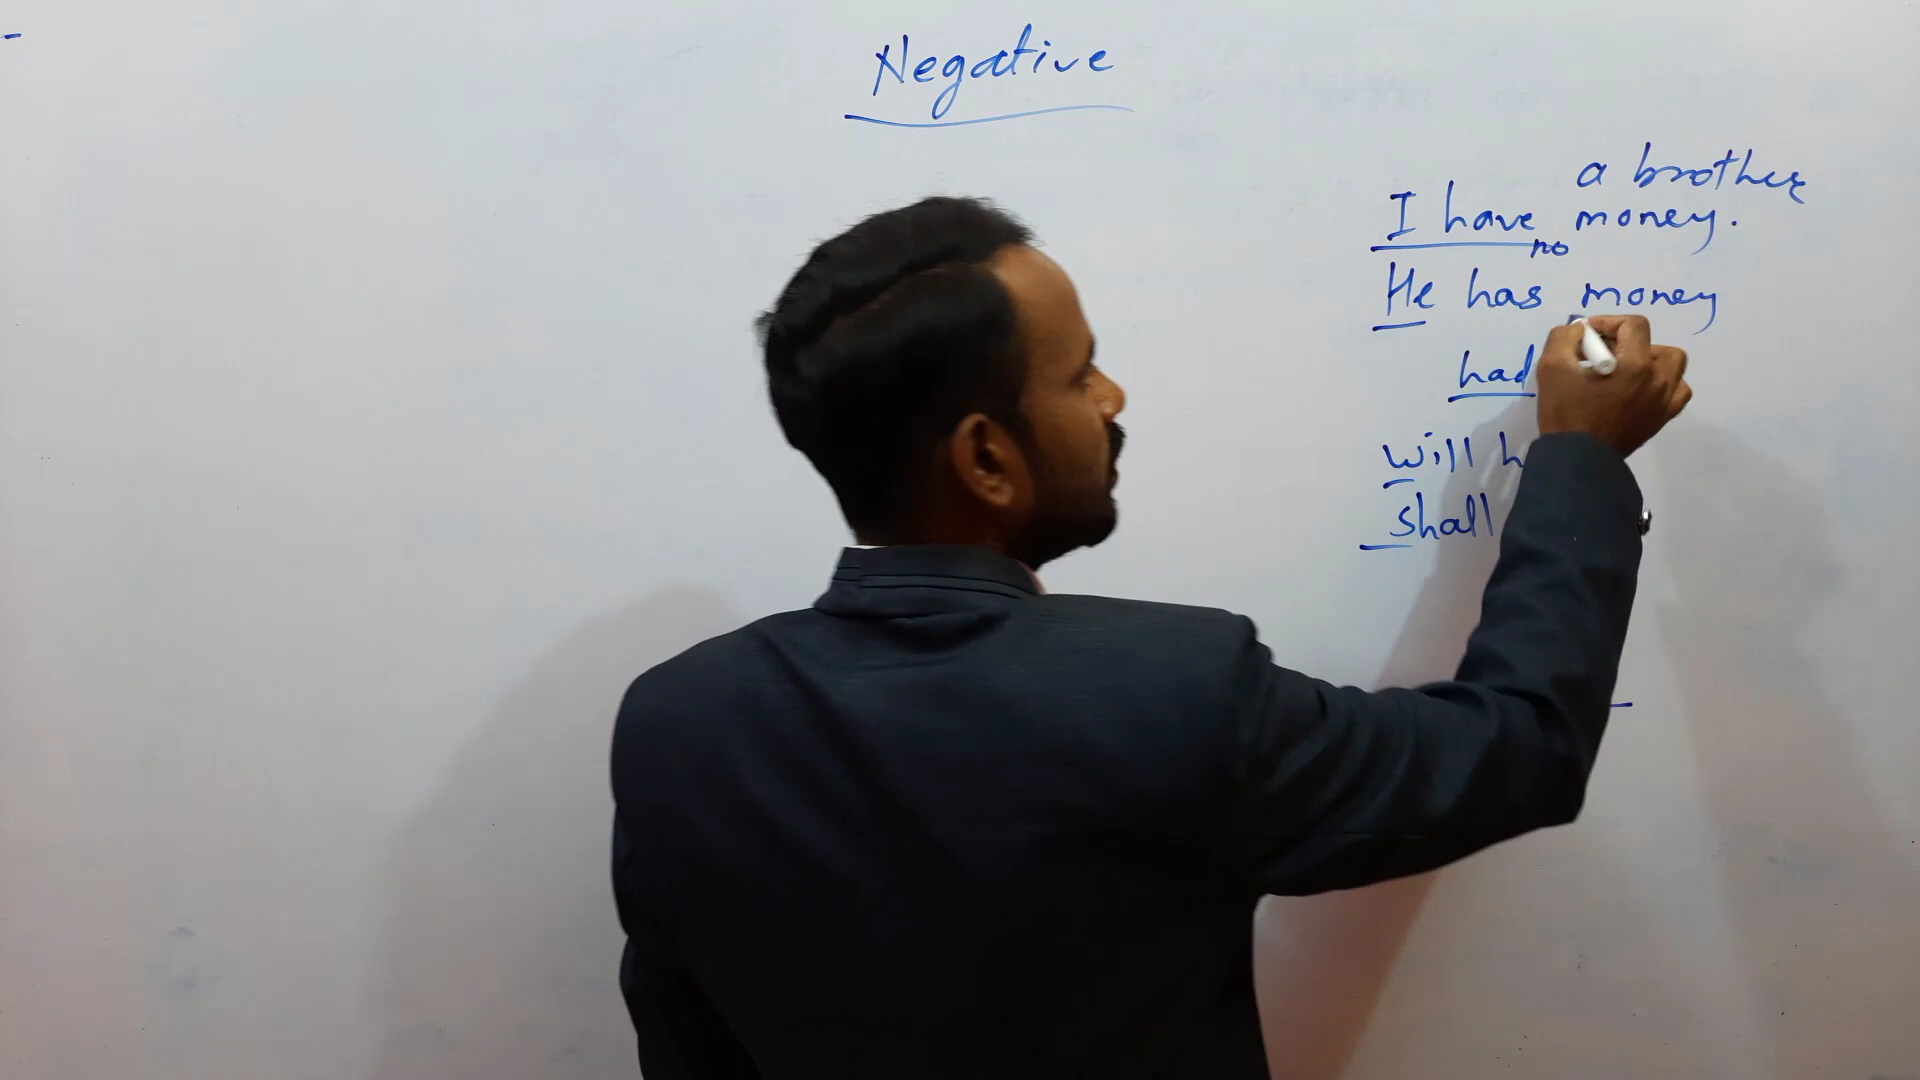 Negative
a brother
I have money.
no
He has money
had
will h
shall